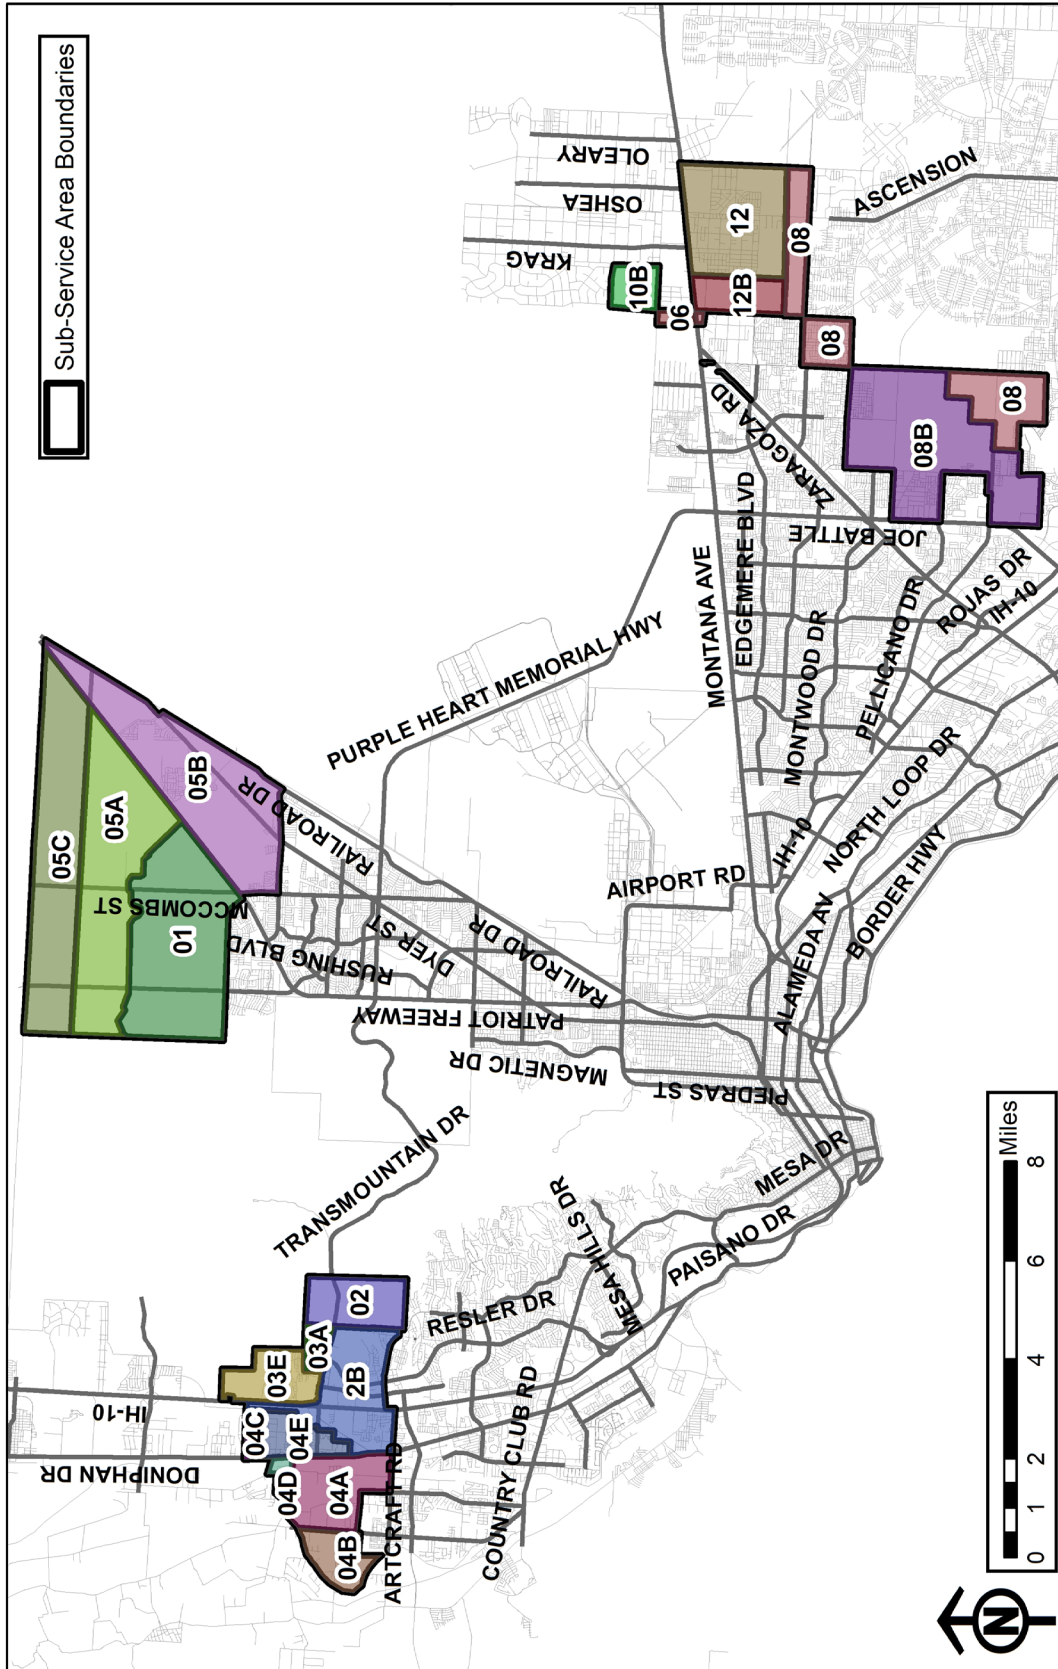 Sub-Service Area Boundaries
OLEARY
OSHEA
KRAG
10B
06
12
12B
08
ASCENSION
08
08
08B
ZARAGOZA RD
EDGEMERE BLVD
JOE BATTLE
MONTANA AVE
MONTWOOD DR
PELLICANO DR
ROJAS DR
IH-10
PURPLE HEART MEMORIAL HWY
05C
05A
05B
01
MCCOMBS ST
RAILROAD DR
RUSHING BLVD
DYER ST
RAILROAD DR
RAILROAD DR
PATRIOT FREEWAY
MAGNETIC DR
AIRPORT RD
IH-10
NORTH LOOP DR
BORDER HWY
ALAMEDA AV
PIEDRAS ST
TRANSMOUNTAIN DR
MESA DR
PAISANO DR
MESA HILLS DR
RESLER DR
COUNTRY CLUB RD
ARTCRAFT RD
02
03A
2B
03E
04C
04E
04D
04A
04B
IH-10
DONIPHAN DR
0 1 2 4 6 8
Miles
N